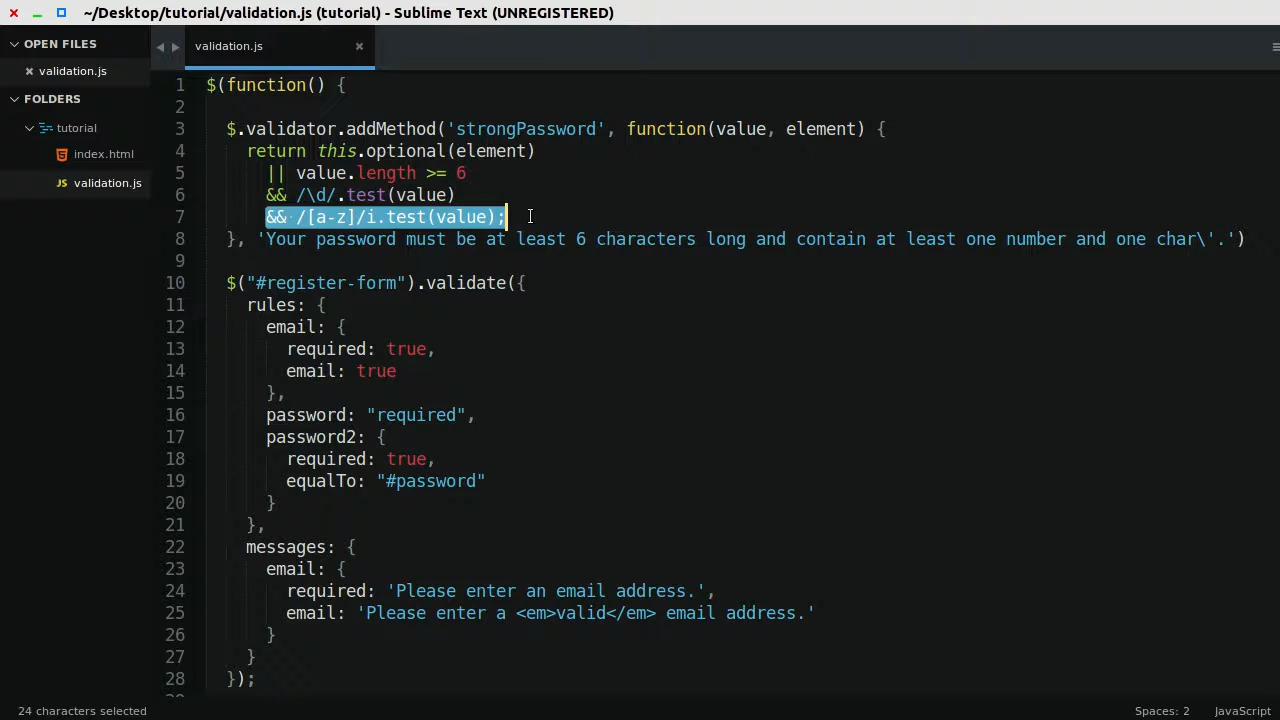 ~/Desktop/tutorial/validation.js (tutorial) - Sublime Text (UNREGISTERED)
OPEN FILES
validation.js
FOLDERS
tutorial
index.html
JS validation.js
validation.js
1 $(function() {
2
3 $.validator.addMethod('strongPassword', function(value, element) {
4 return this.optional(element)
5 || value.length >= 6
6 && /\d/.test(value)
7 && /[a-z]/i.test(value);
8 }, 'Your password must be at least 6 characters long and contain at least one number and one char\'.')
9
10 $("#register-form").validate({
11 rules: {
12 email: {
13 required: true,
14 email: true
15 },
16 password: "required",
17 password2: {
18 required: true,
19 equalTo: "#password"
20 }
21 },
22 messages: {
23 email: {
24 required: 'Please enter an email address.',
25 email: 'Please enter a <em>valid</em> email address.'
26 }
27 }
28 });
24 characters selected
Spaces: 2
JavaScript